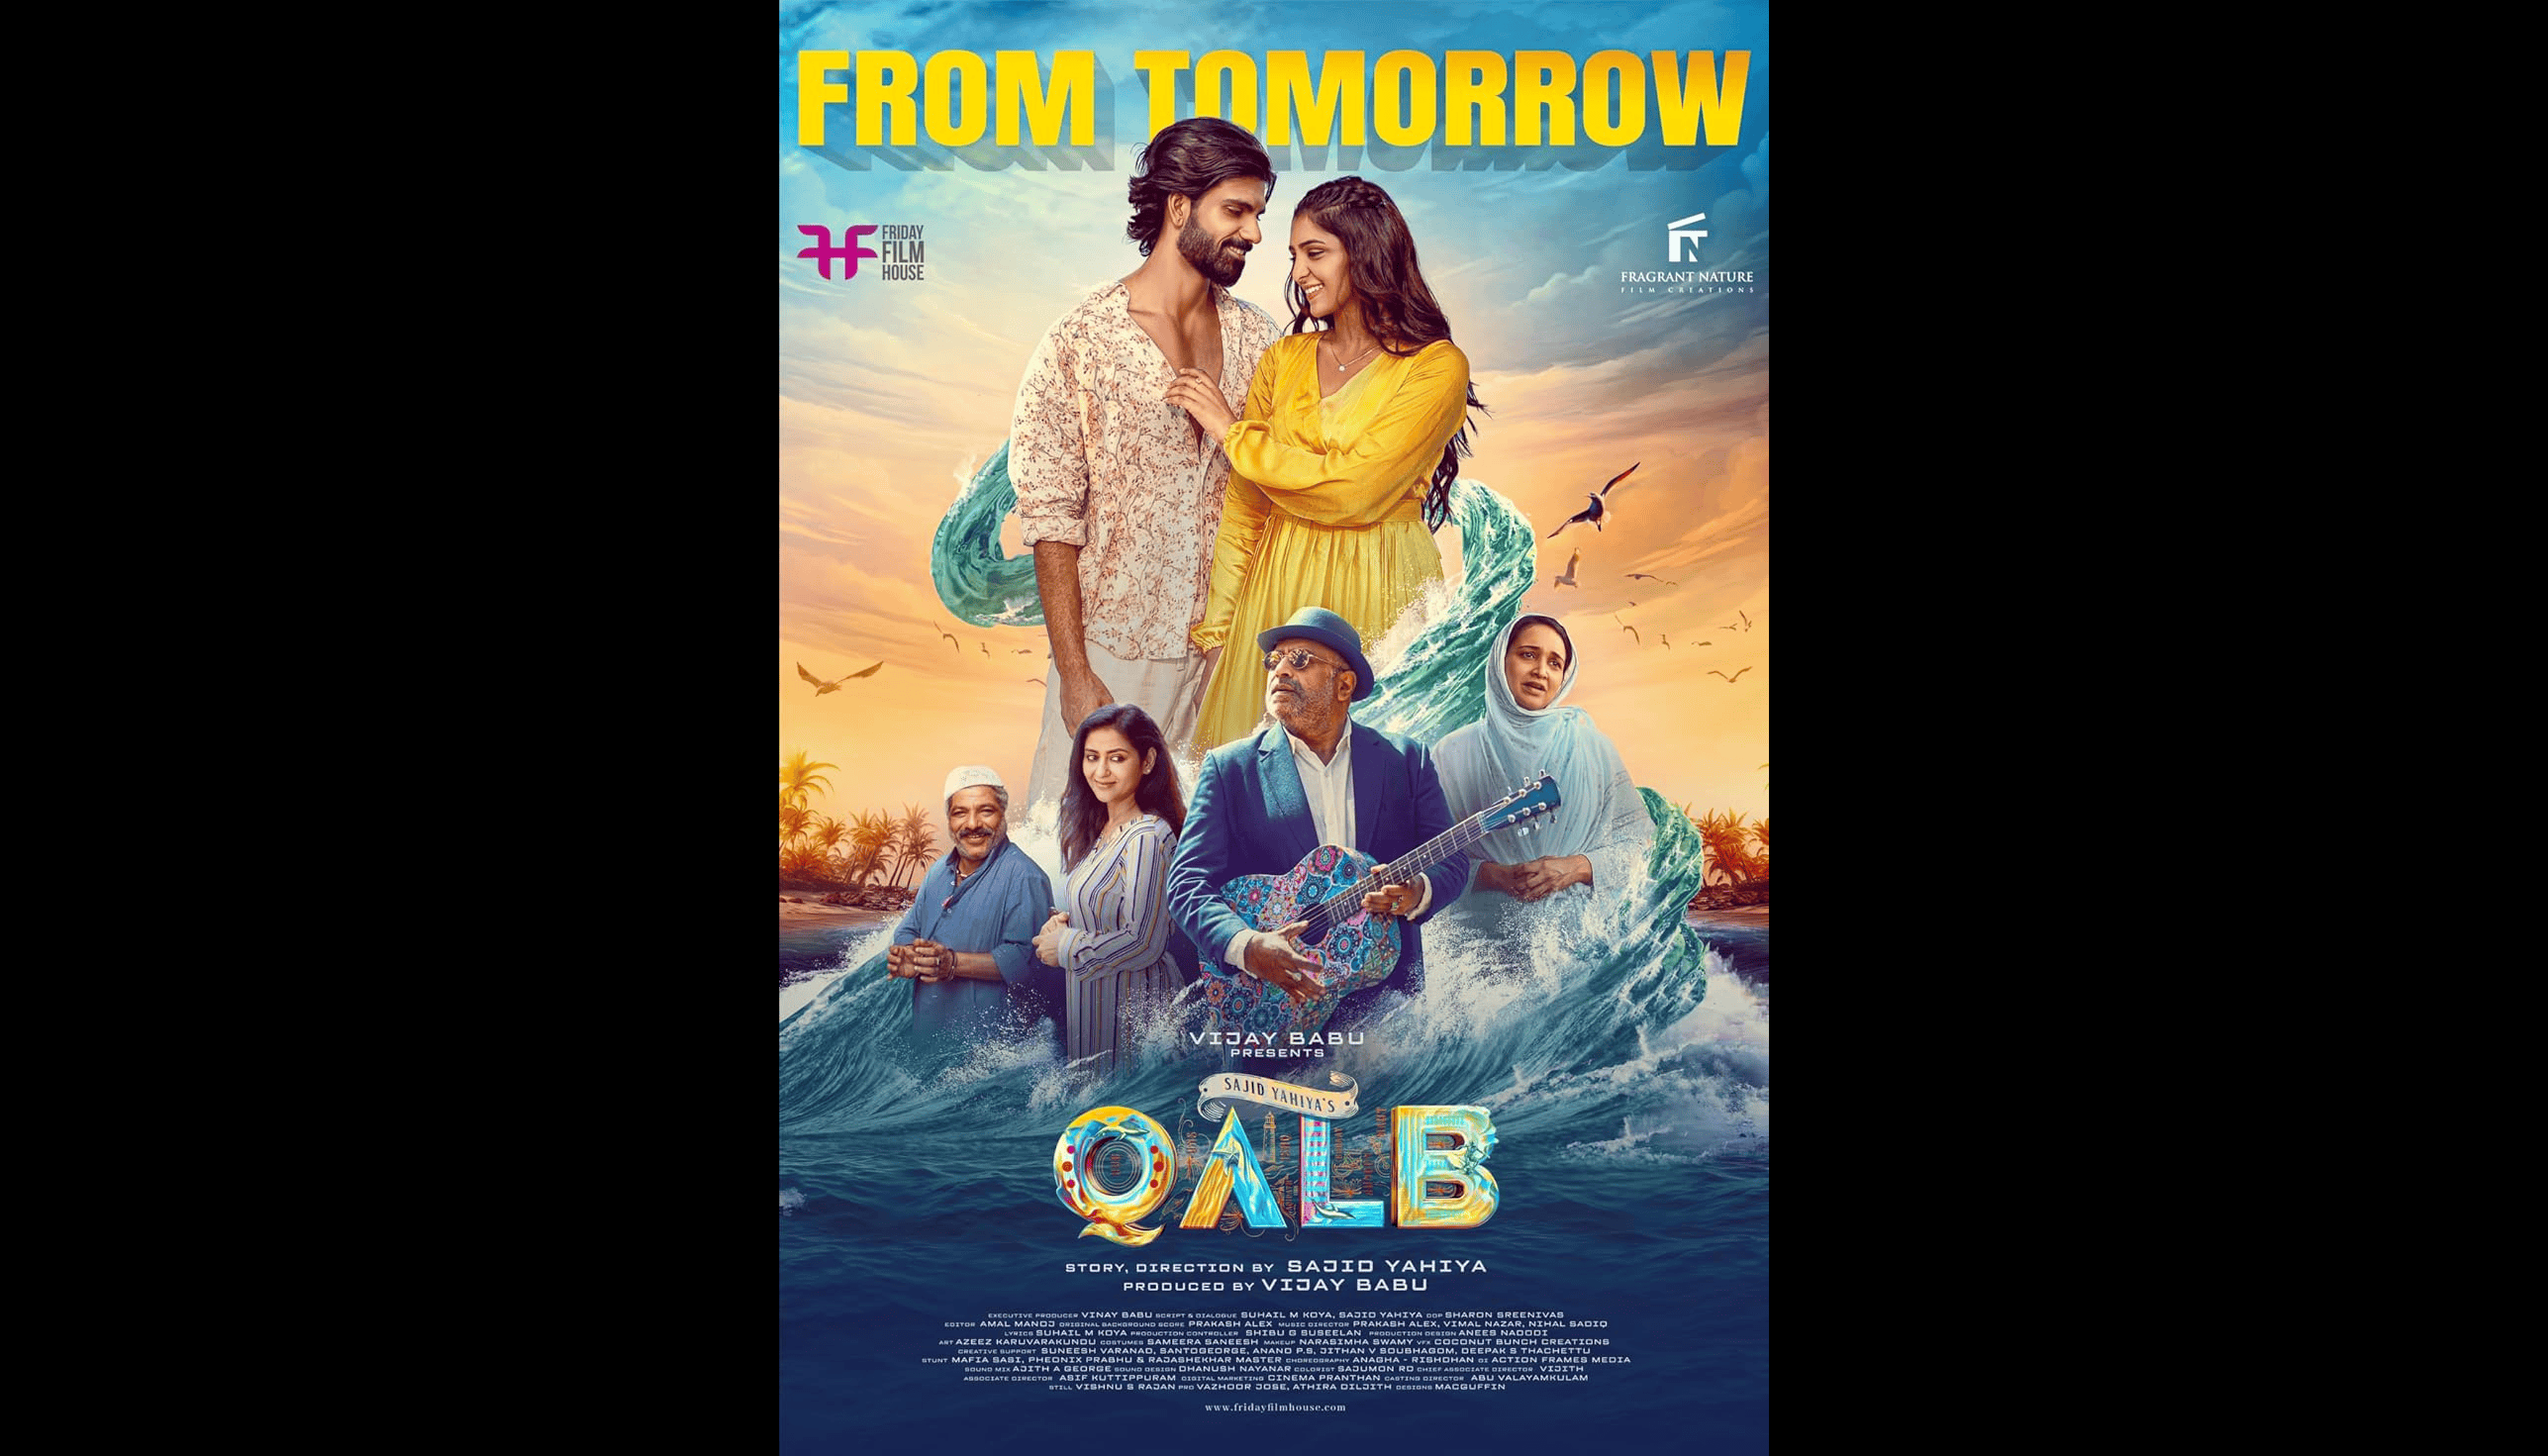 FROM TOMORROW
FRIDAY
FILM
HOUSE
FRAGRANT NATURE
FILM CREATIONS
VIJAY BABU
PRESENTS
SAJID YAHIYA'S
QALB
STORY, DIRECTION BY SAJID YAHIYA
PRODUCED BY VIJAY BABU
EXECUTIVE PRODUCER VINAY BABU SCRIPT & DIALOGUE SUHAIL M KOYA, SAJID YAHIYA DOP SHARON SREENIVAS
EDITOR AMAL MANOJ ORIGINAL BACKGROUND SCORE PRAKASH ALEX MUSIC DIRECTOR PRAKASH ALEX, VIMAL NAZAR, NIHAL SADIQ
LYRICS SUHAIL M KOYA PRODUCTION CONTROLLER SHIBU G SUSEELAN PRODUCTION DESIGN ANEES NADODI
ART AZEEZ KARUVARAKUNDU COSTUMES SAMEERA SANEESH MAKEUP NARASIMHA SWAMY VFX COCONUT BUNCH CREATIONS
CREATIVE SUPPORT SUNEESH VARANAD, SANTOGEORGE, ANAND P.S, JITHAN V SOUBHAGOM, DEEPAK S THACHETTU
STUNT MAFIA SASI, PHEONIX PRABHU & RAJASHEKHAR MASTER CHOREOGRAPHY ANAGHA - RISHDHAN DI ACTION FRAMES MEDIA
SOUND MIX AJITH A GEORGE SOUND DESIGN DHANUSH NAYANAR COLORIST SAJUMON RD CHIEF ASSOCIATE DIRECTOR VIJITH
ASSOCIATE DIRECTOR ABIF KUTTIPPURAM DIGITAL MARKETING CINEMA PRANTHAN CASTING DIRECTOR ABU VALAYAMKULAM
STILL VISHNU S RAJAN PRO VAZHOOR JOSE, ATHIRA DILJITH DESIGNS MACGUFFIN
www.fridayfilmhouse.com